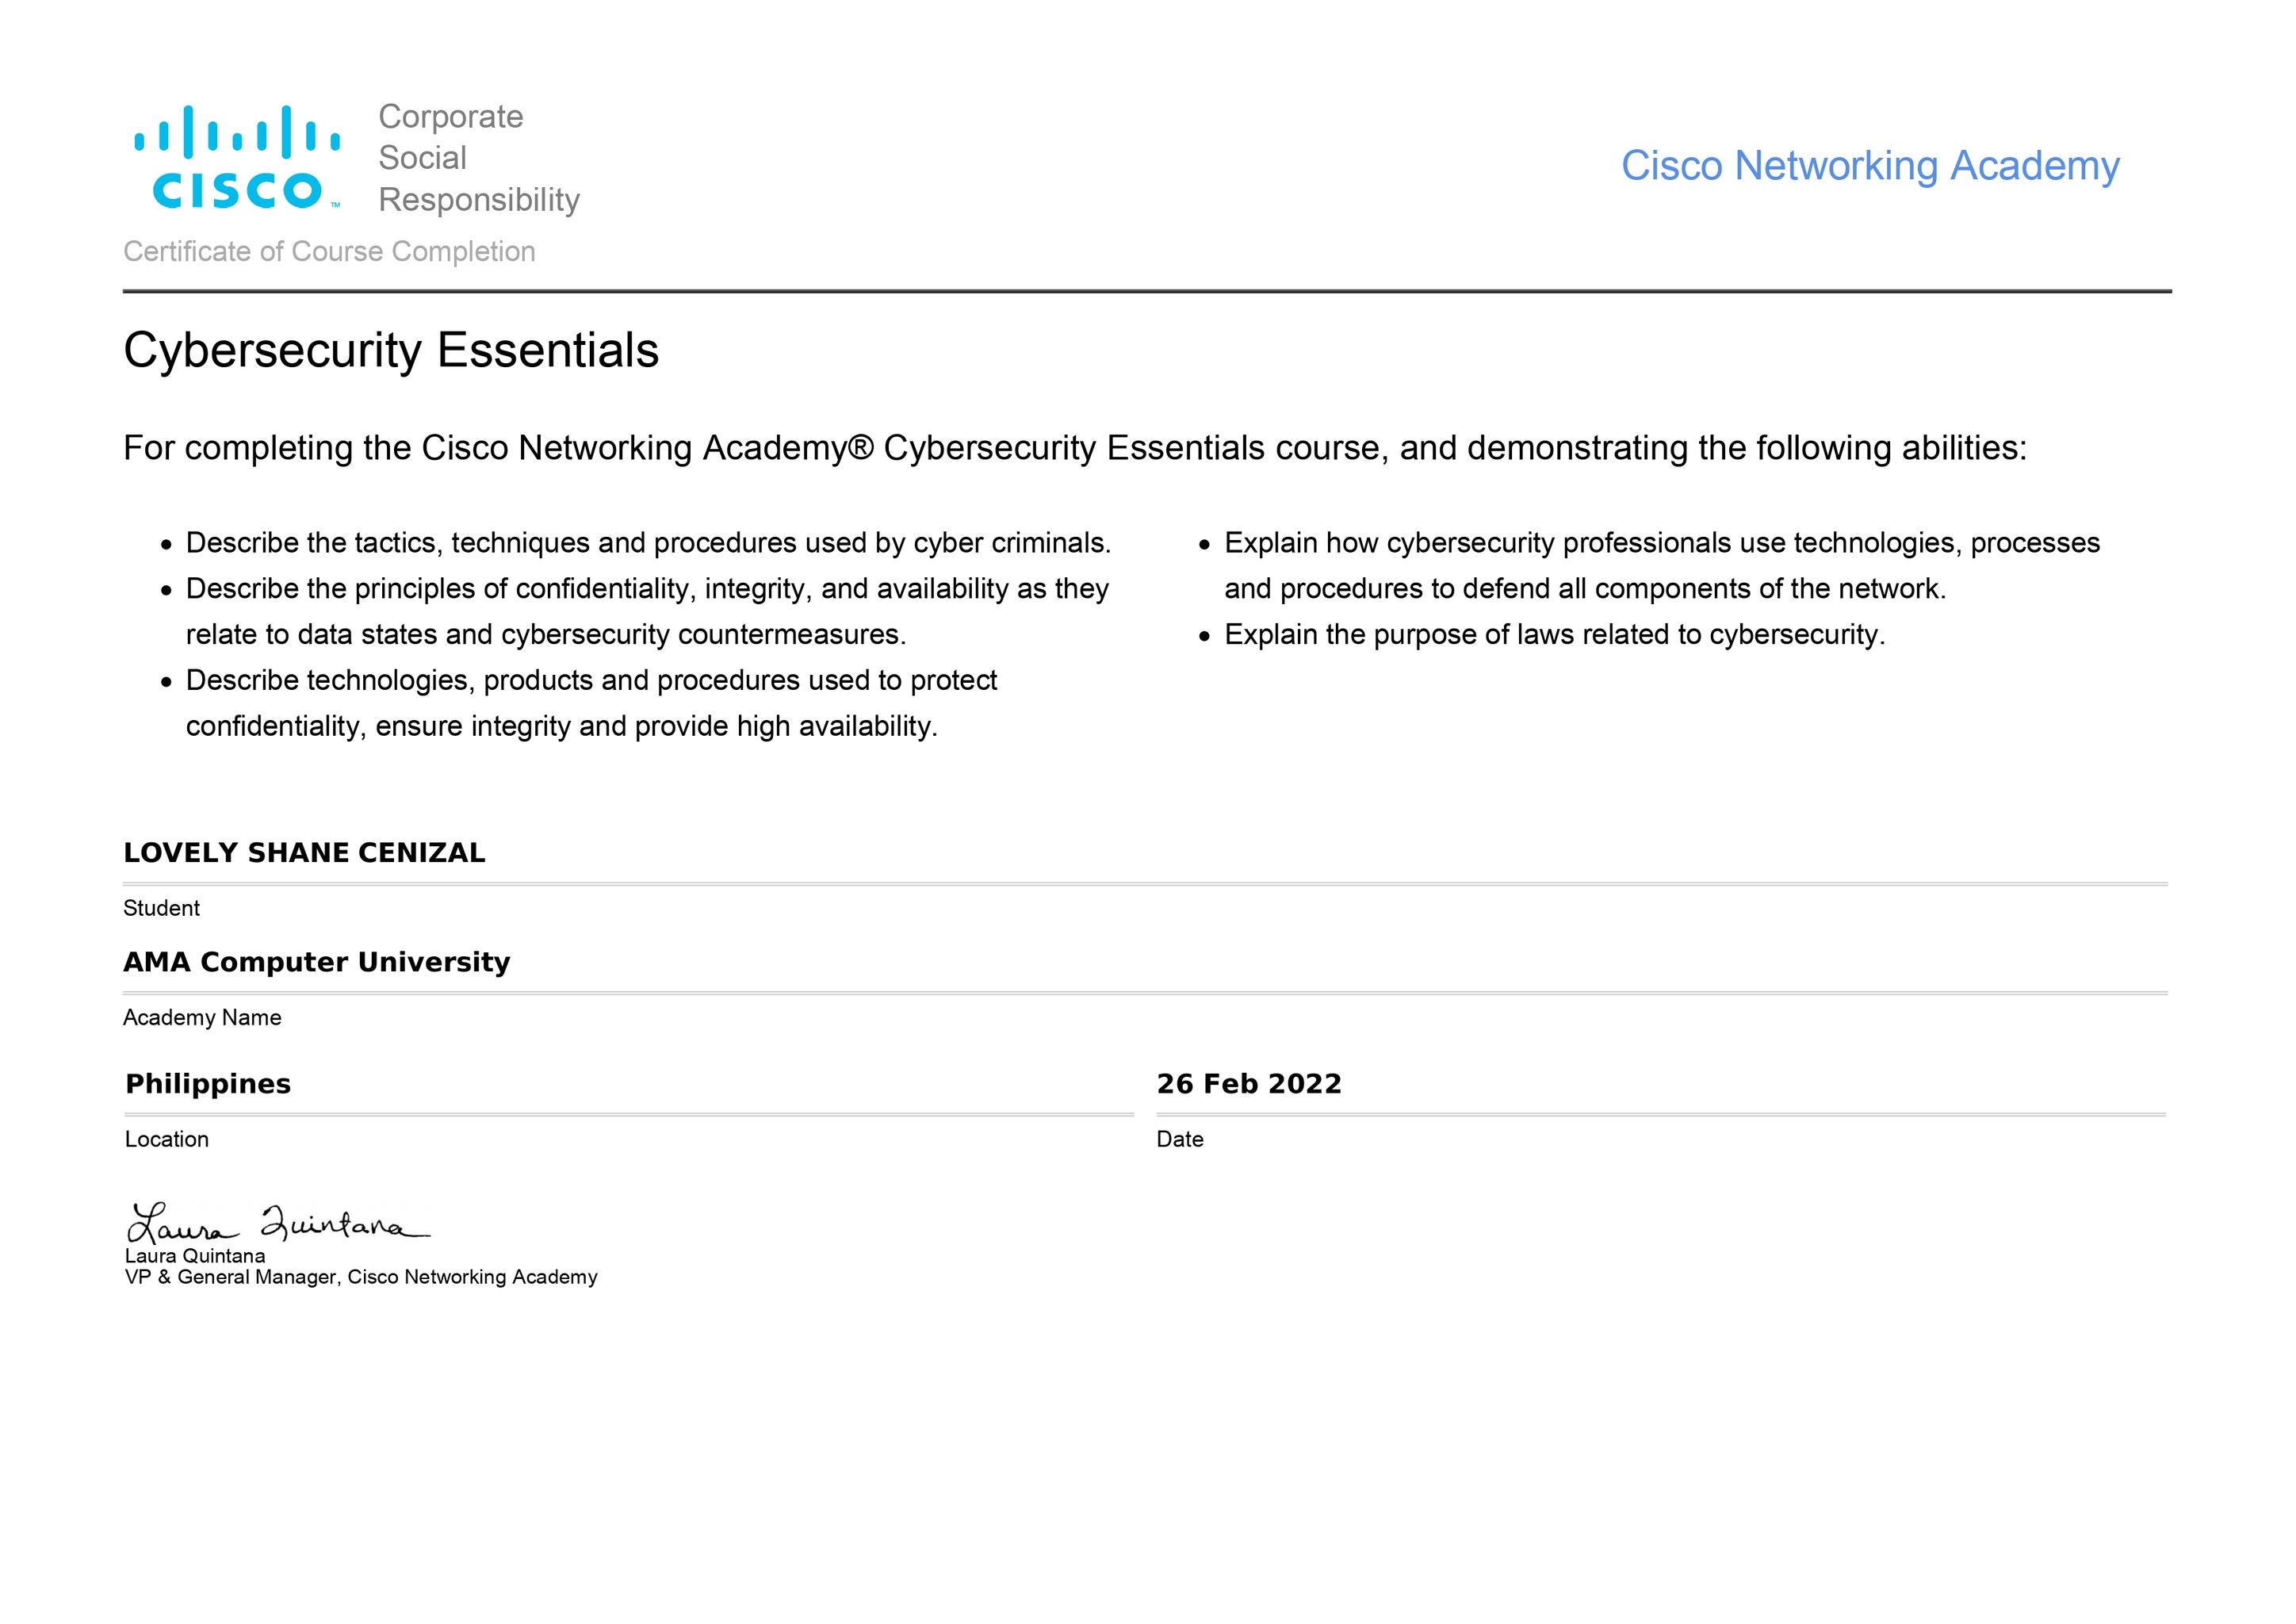 CISCO™
Corporate
Social
Responsibility
Cisco Networking Academy
Certificate of Course Completion
Cybersecurity Essentials
For completing the Cisco Networking Academy® Cybersecurity Essentials course, and demonstrating the following abilities:
• Describe the tactics, techniques and procedures used by cyber criminals.
• Describe the principles of confidentiality, integrity, and availability as they
relate to data states and cybersecurity countermeasures.
• Describe technologies, products and procedures used to protect
confidentiality, ensure integrity and provide high availability.
• Explain how cybersecurity professionals use technologies, processes
and procedures to defend all components of the network.
• Explain the purpose of laws related to cybersecurity.
LOVELY SHANE CENIZAL
Student
AMA Computer University
Academy Name
Philippines
Location
26 Feb 2022
Date
Laura Quintana
Laura Quintana
VP & General Manager, Cisco Networking Academy